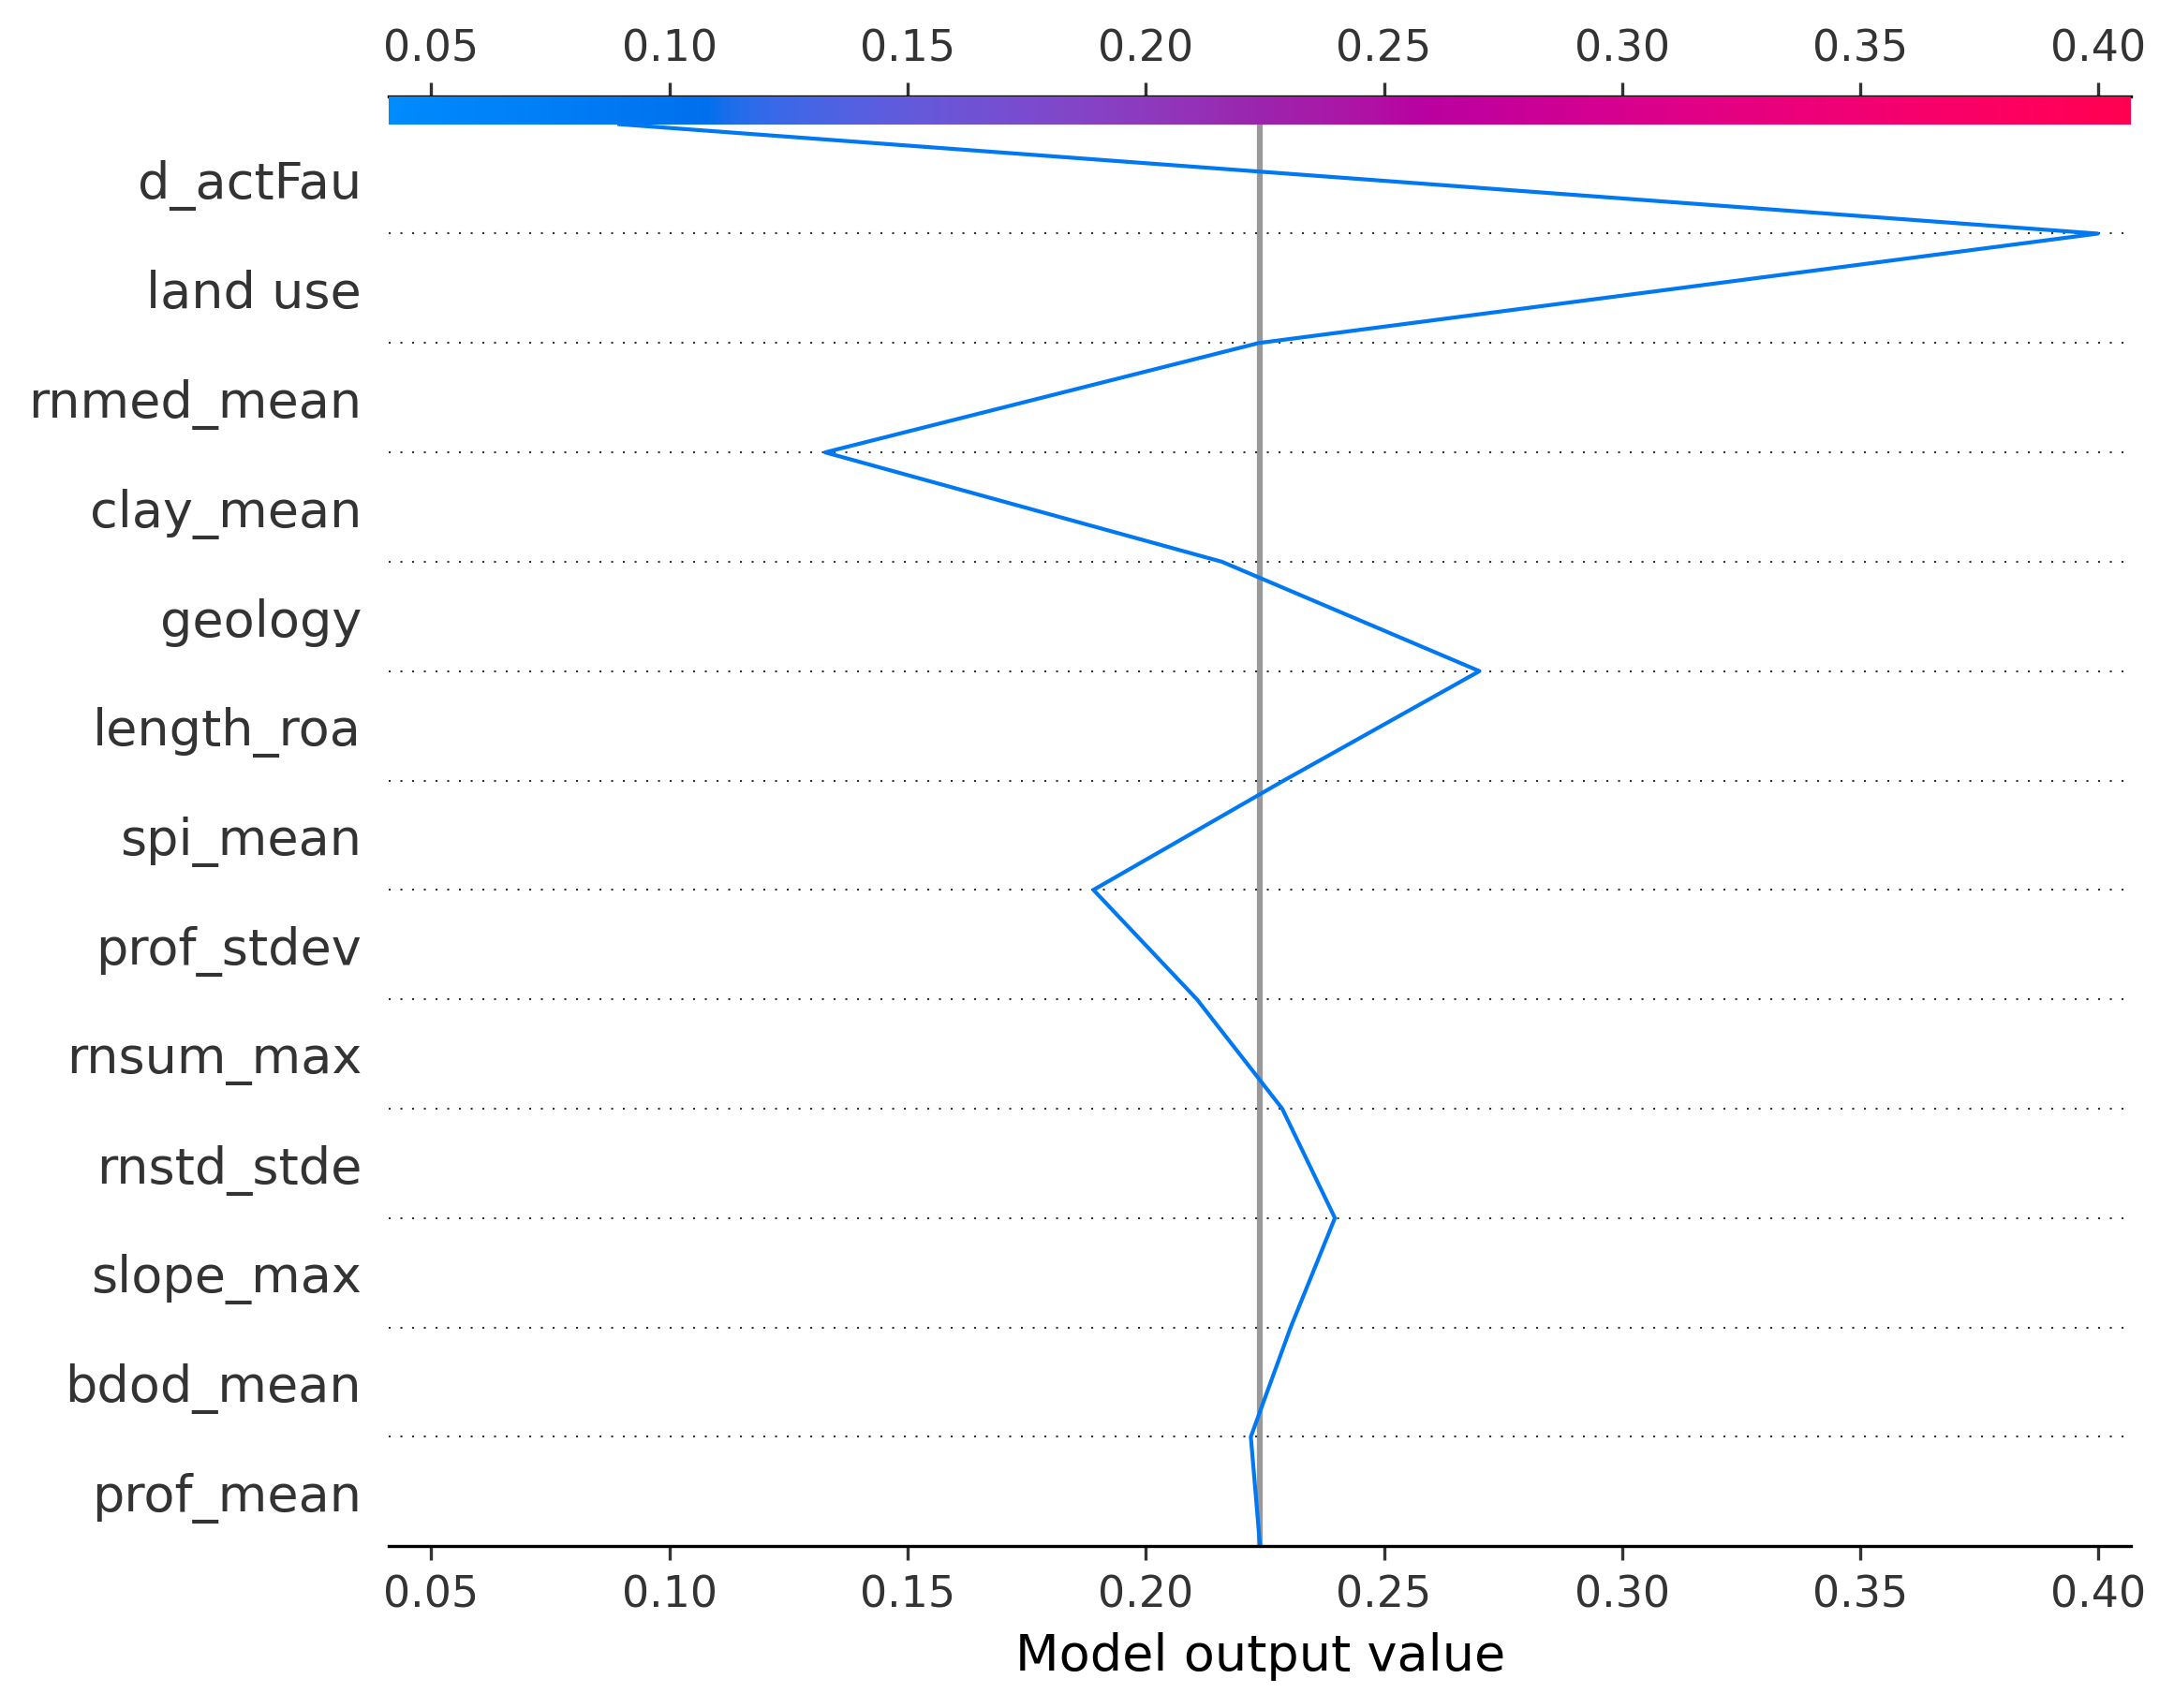 0.05 0.10 0.15 0.20 0.25 0.30 0.35 0.40
d_actFau
land use
rnmed_mean
clay_mean
geology
length_roa
spi_mean
prof_stdev
rnsum_max
rnstd_stde
slope_max
bdod_mean
prof_mean
0.05 0.10 0.15 0.20 0.25 0.30 0.35 0.40
Model output value